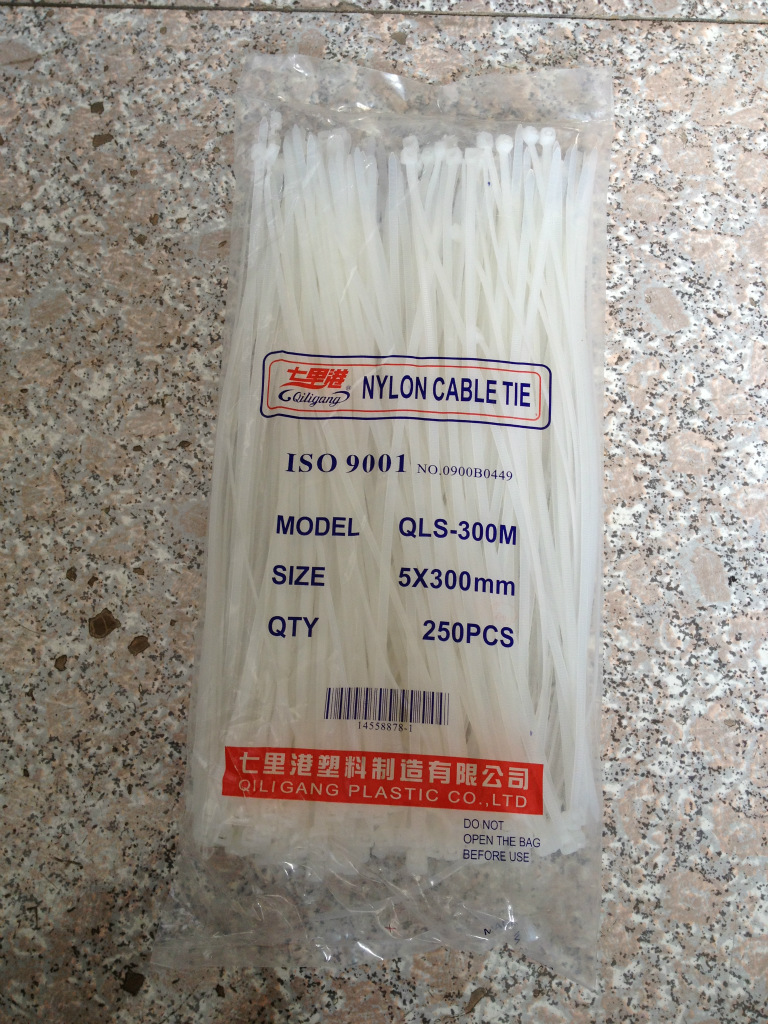 七里港 ®
Qiligang
NYLON CABLE TIE
ISO 9001 NO.0900B0449
MODEL QLS-300M
SIZE 5X300mm
QTY 250PCS
14558878-1
七里港塑料制造有限公司
QILIGANG PLASTIC CO.,LTD
DO NOT
OPEN THE BAG
BEFORE USE